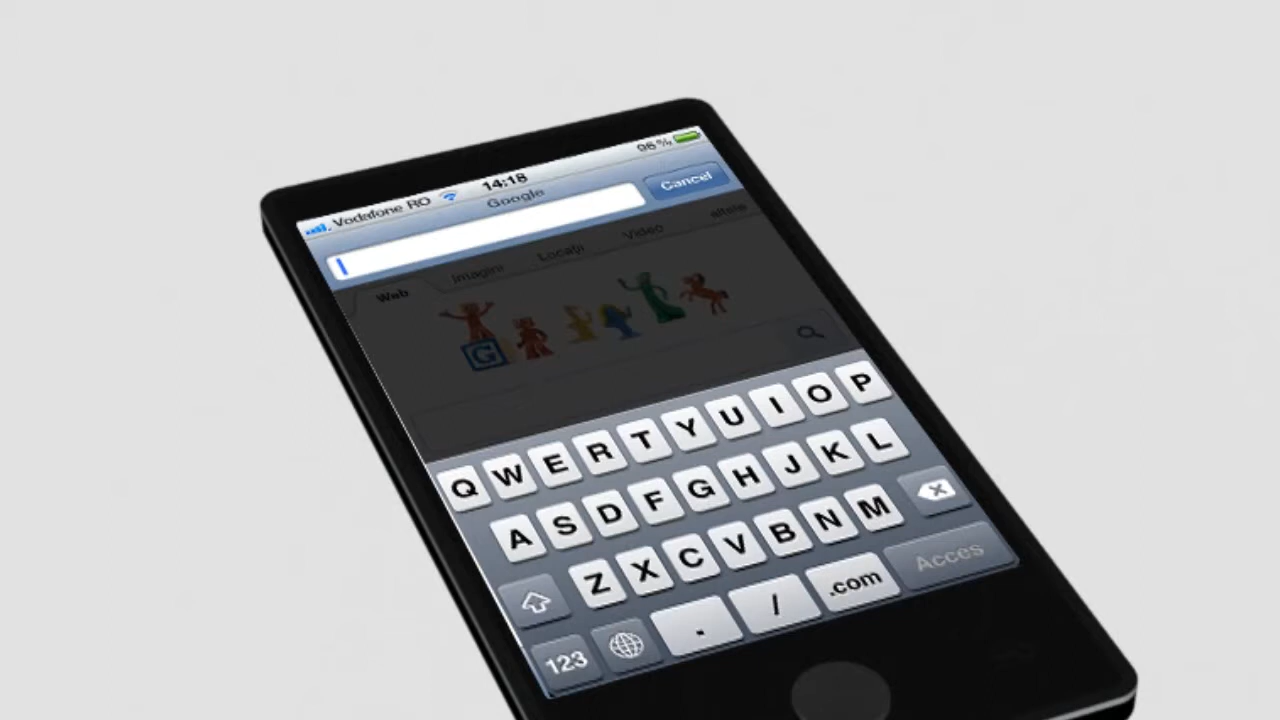 Vodafone RO 14:18 96 %
Google
Cancel
Web Imagini Locații Video altele
G
Q W E R T Y U I O P
A S D F G H J K L
Z X C V B N M
123 . / .com Acces